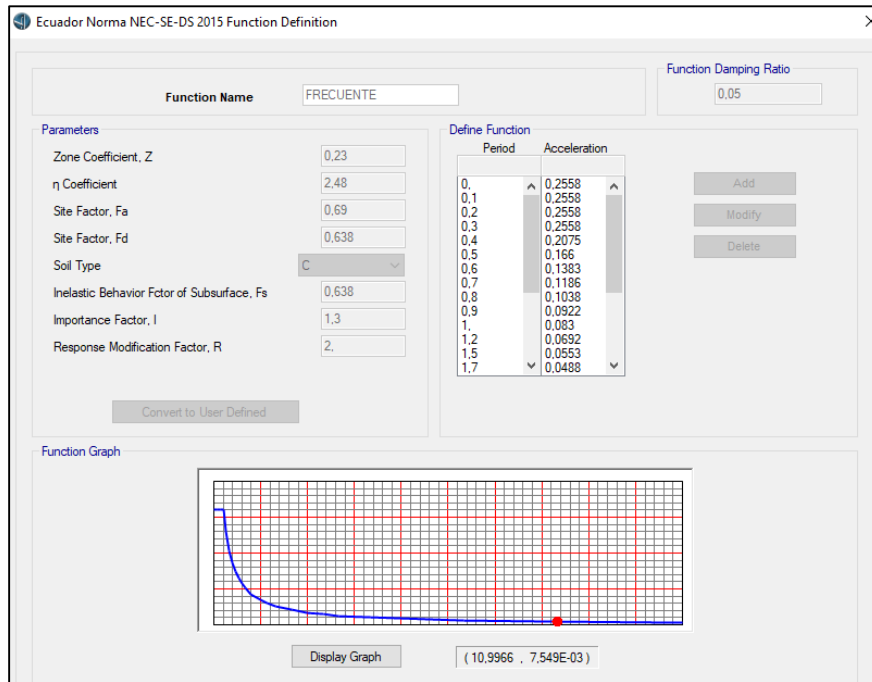 Ecuador Norma NEC-SE-DS 2015 Function Definition
Function Name FRECUENTE
Function Damping Ratio
0,05
Parameters
Zone Coefficient, Z 0,23
η Coefficient 2,48
Site Factor, Fa 0,69
Site Factor, Fd 0,638
Soil Type C
Inelastic Behavior Fctor of Subsurface, Fs 0,638
Importance Factor, I 1,3
Response Modification Factor, R 2,
Convert to User Defined
Define Function
Period Acceleration
0, 0,2558
0,1 0,2558
0,2 0,2558
0,3 0,2558
0,4 0,2075
0,5 0,166
0,6 0,1383
0,7 0,1186
0,8 0,1038
0,9 0,0922
1, 0,083
1,2 0,0692
1,5 0,0553
1,7 0,0488
Add
Modify
Delete
Function Graph
Display Graph ( 10,9966 , 7,549E-03 )